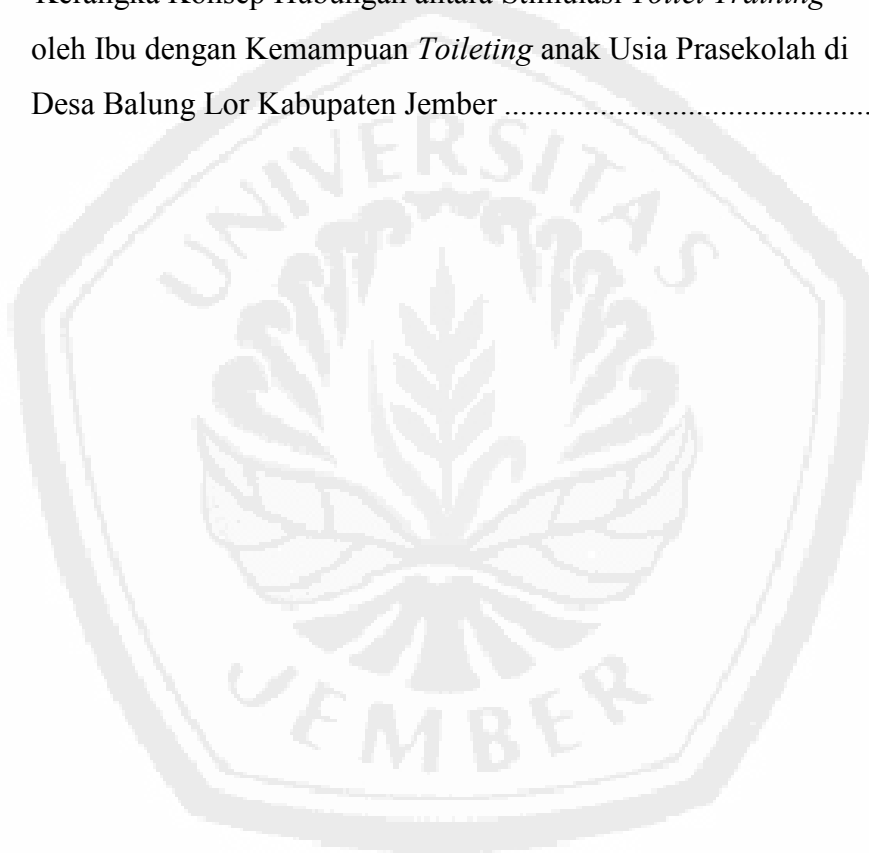 Kerangka Konsep Hubungan antara Stimulasi Toilet Training
oleh Ibu dengan Kemampuan Toileting anak Usia Prasekolah di
Desa Balung Lor Kabupaten Jember ..............................................
UNIVERSITAS
JEMBER